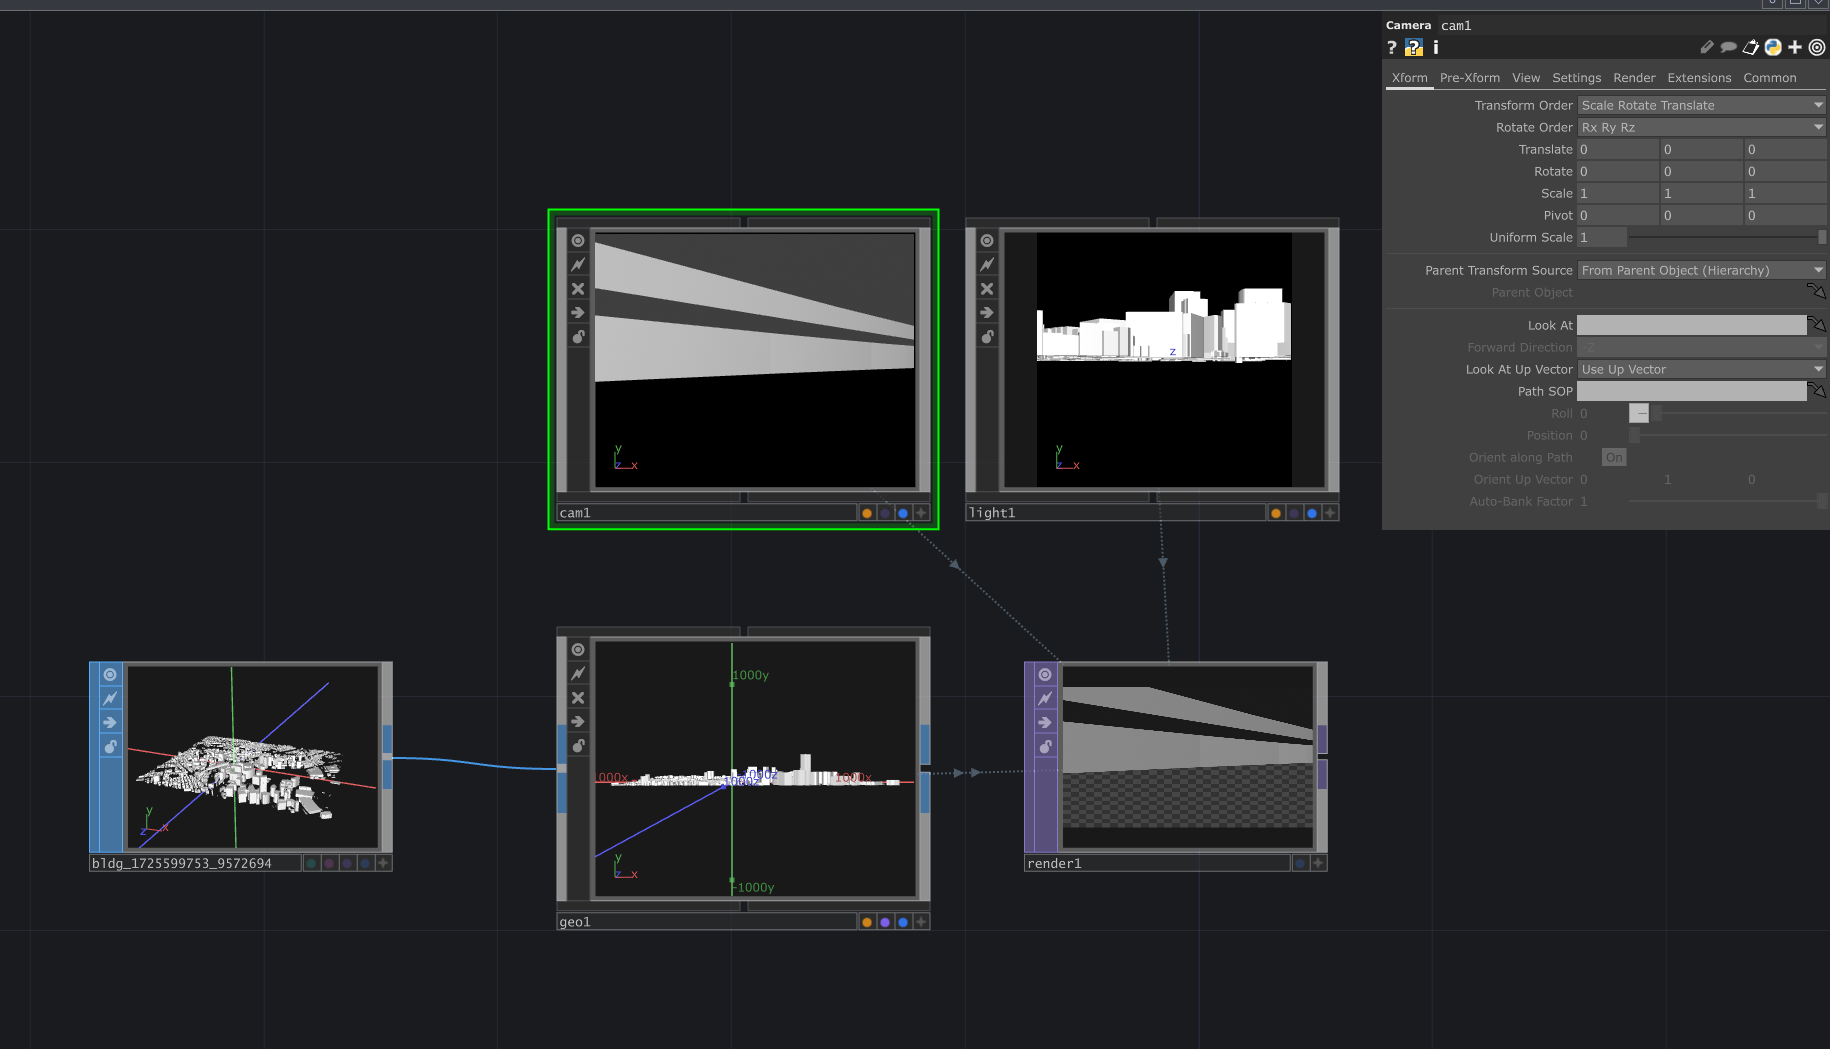 Camera cam1
? ? i
Xform Pre-Xform View Settings Render Extensions Common
Transform Order Scale Rotate Translate
Rotate Order Rx Ry Rz
Translate 0 0 0
Rotate 0 0 0
Scale 1 1 1
Pivot 0 0 0
Uniform Scale 1
Parent Transform Source From Parent Object (Hierarchy)
Parent Object
Look At
Forward Direction -Z
Look At Up Vector Use Up Vector
Path SOP
Roll 0
Position 0
Orient along Path On
Orient Up Vector 0 1 0
Auto-Bank Factor 1
y
z x
cam1
z
y
z x
light1
y
z x
bldg_1725599753_9572694
1000y
000x -1000z 1000z 1000x
-1000y
y
z x
geo1
render1